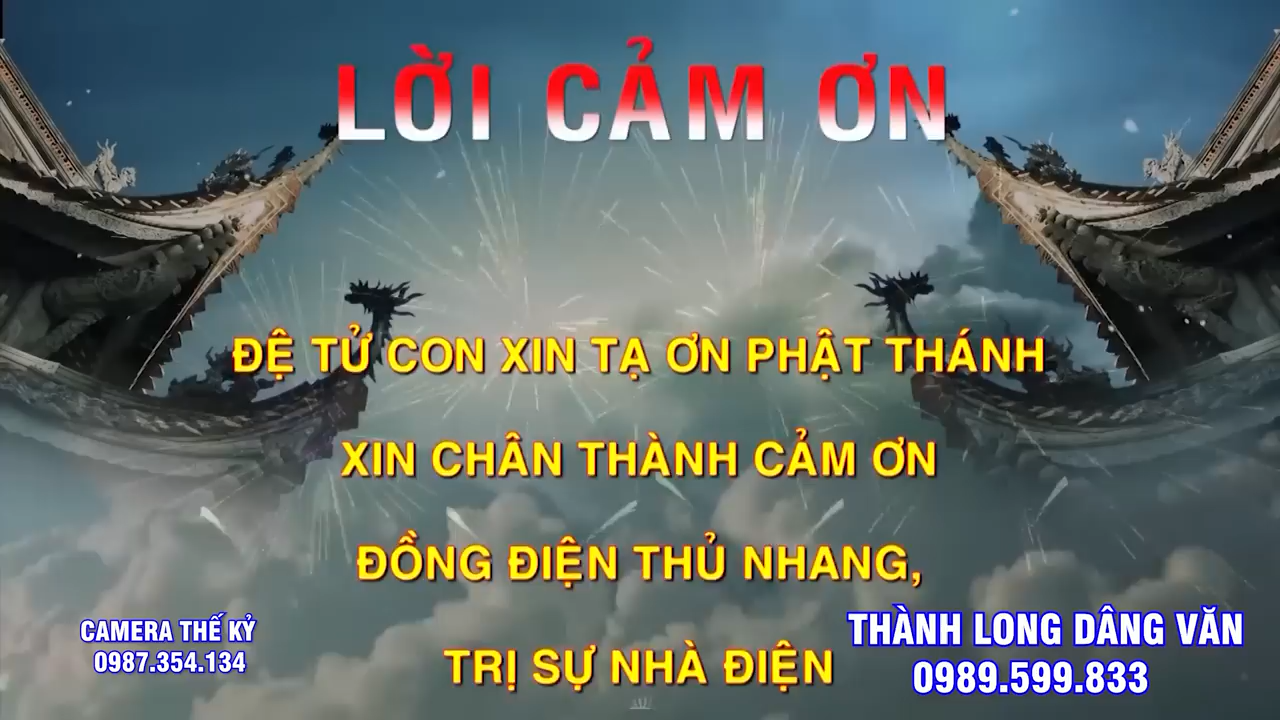 LỜI CẢM ƠN
ĐỆ TỬ CON XIN TẠ ƠN PHẬT THÁNH
XIN CHÂN THÀNH CẢM ƠN
ĐỒNG ĐIỆN THỦ NHANG,
TRỊ SỰ NHÀ ĐIỆN
CAMERA THẾ KỶ
0987.354.134
THÀNH LONG DÂNG VĂN
0989.599.833